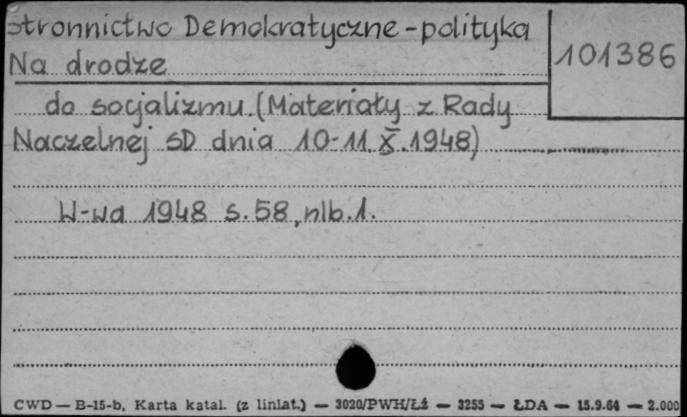 Stronnictwo Demokratyczne - polityka
101386
Na drodze
do socjalizmu. (Materiały z Rady
Naczelnej SD dnia 10-11.X.1948)
W-wa 1948 s. 58, nlb. 1.
CWD — B-15-b, Karta katal. (z liniat.) — 3020/PWH/Łż — 3255 — ŁDA — 15.9.64 — 2.000